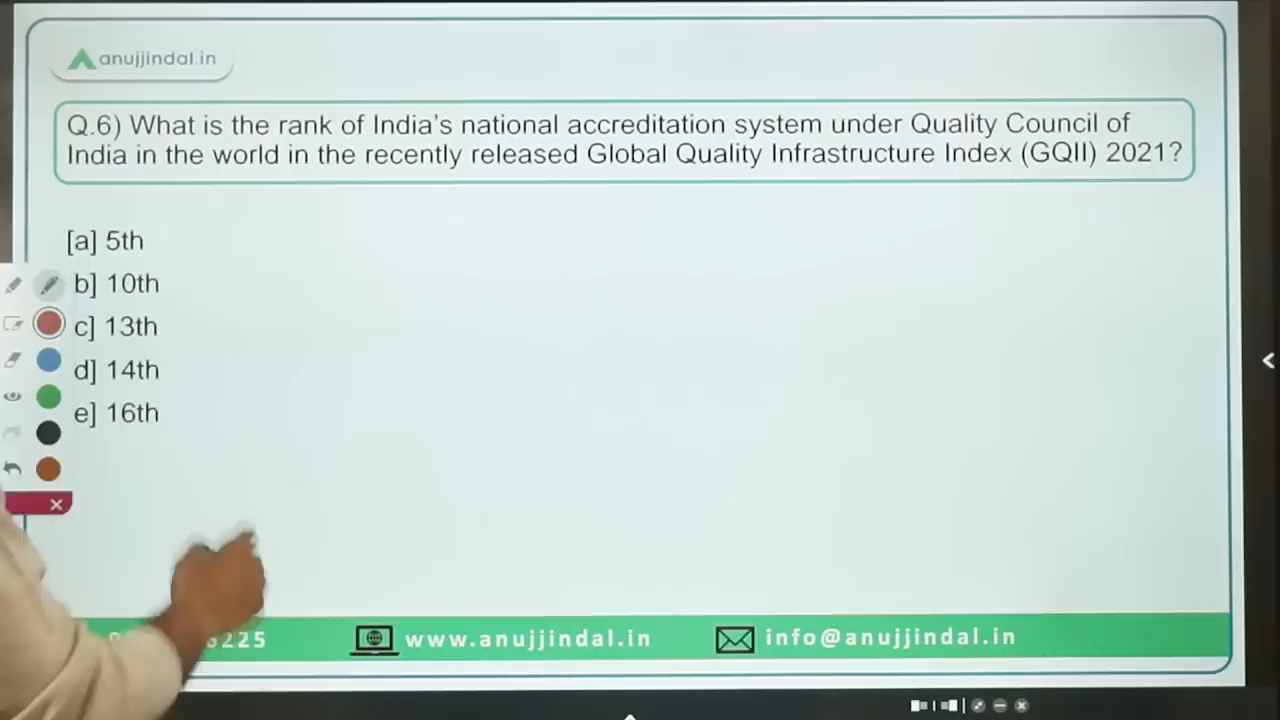 anujjindal.in
Q.6) What is the rank of India's national accreditation system under Quality Council of
India in the world in the recently released Global Quality Infrastructure Index (GQII) 2021?
[a] 5th
b] 10th
c] 13th
d] 14th
e] 16th
www.anujjindal.in
info@anujjindal.in